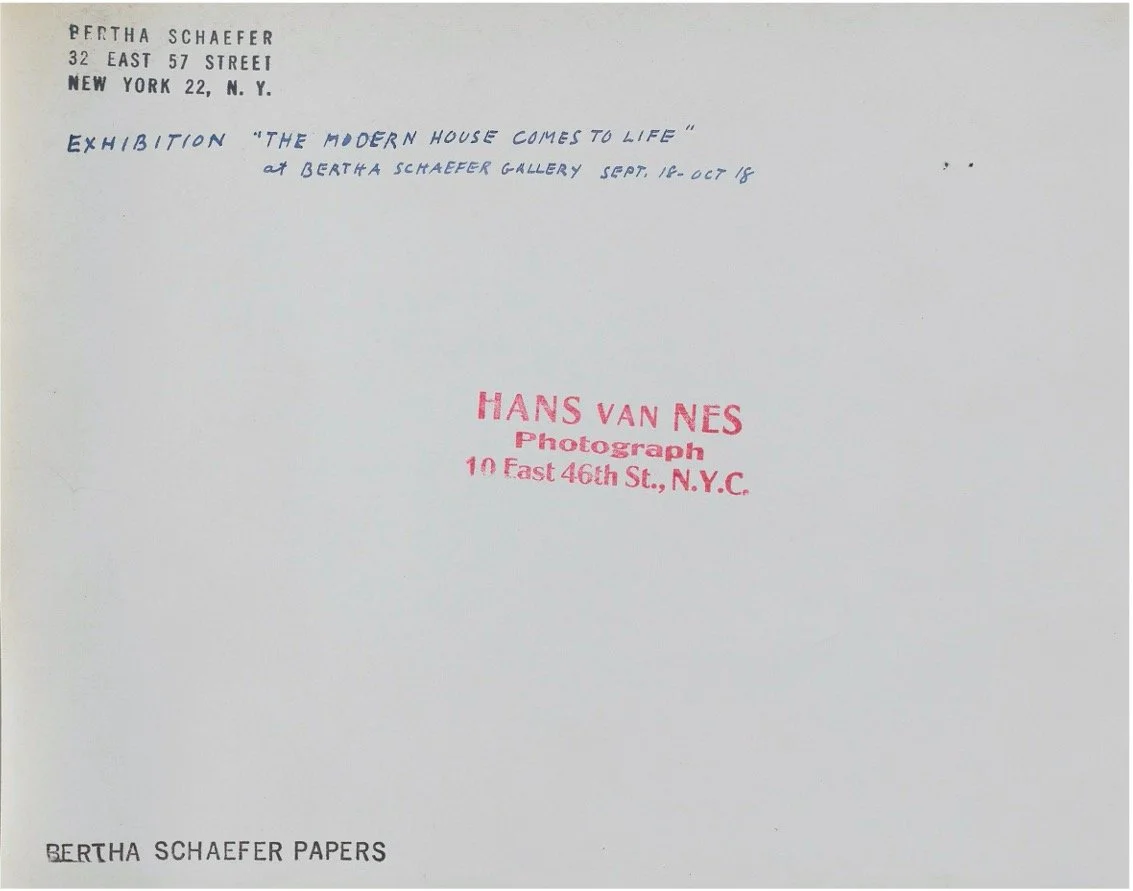 BERTHA SCHAEFER
32 EAST 57 STREET
NEW YORK 22, N. Y.
EXHIBITION "THE MODERN HOUSE COMES TO LIFE"
at BERTHA SCHAEFER GALLERY SEPT. 18 - OCT 18
HANS VAN NES
Photograph
10 East 46th St., N.Y.C.
BERTHA SCHAEFER PAPERS